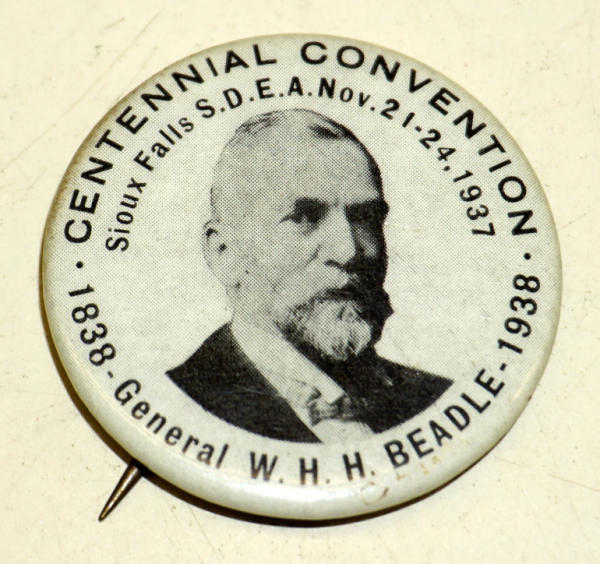 · CENTENNIAL CONVENTION ·
Sioux Falls S.D.E.A. Nov. 21-24, 1937
1838 - General W. H. H. BEADLE - 1938